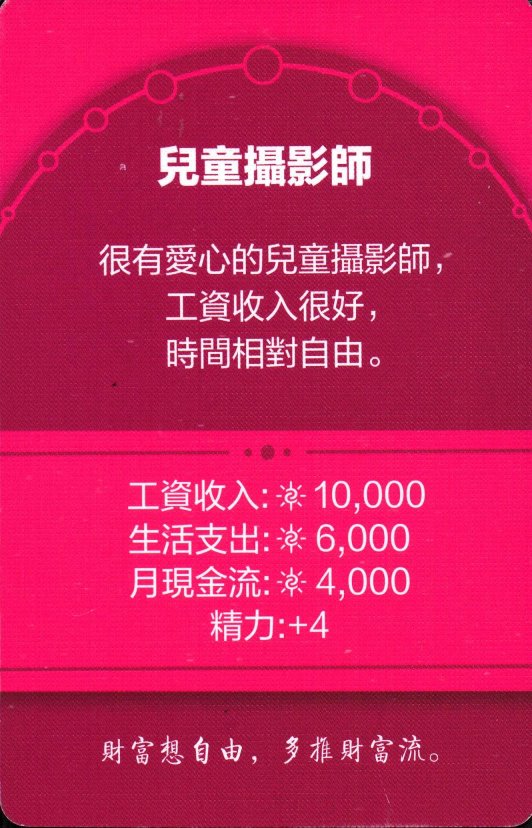 兒童攝影師
很有愛心的兒童攝影師，
工資收入很好，
時間相對自由。
工資收入: 10,000
生活支出: 6,000
月現金流: 4,000
精力:+4
財富想自由，多推財富流。